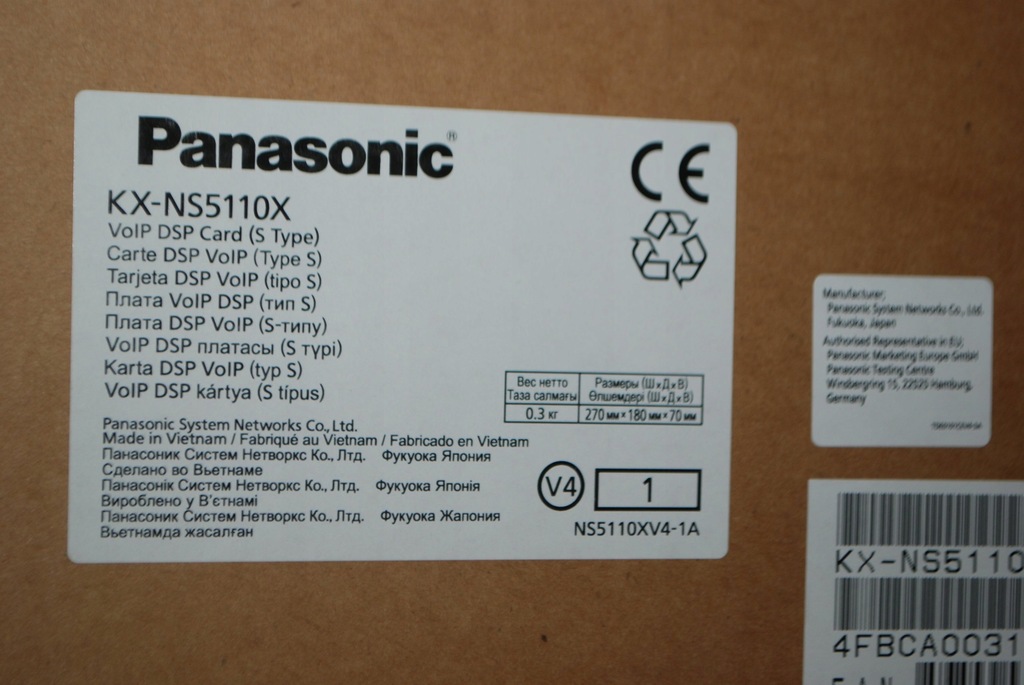 Panasonic®
KX-NS5110X
VoIP DSP Card (S Type)
Carte DSP VoIP (Type S)
Tarjeta DSP VoIP (tipo S)
Плата VoIP DSP (тип S)
Плата DSP VoIP (S-типу)
VoIP DSP платасы (S түрі)
Karta DSP VoIP (typ S)
VoIP DSP kártya (S típus)
Вес нетто Размеры (Ш×Д×В)
Таза салмағы Өлшемдері (Ш×Д×В)
0.3 кг 270 мм × 180 мм × 70 мм
Panasonic System Networks Co., Ltd.
Made in Vietnam / Fabriqué au Vietnam / Fabricado en Vietnam
Панасоник Систем Нетворкс Ко., Лтд. Фукуока Япония
Сделано во Вьетнаме
Панасонік Систем Нетворкс Ко., Лтд. Фукуока Японія
Вироблено у В'єтнамі
Панасоник Систем Нетворкс Ко., Лтд. Фукуока Жапония
Вьетнамда жасалған
V4 1
NS5110XV4-1A
Manufacturer:
Panasonic System Networks Co., Ltd.
Fukuoka, Japan
Authorised Representative in EU:
Panasonic Marketing Europe GmbH
Panasonic Testing Centre
Winsbergring 15, 22525 Hamburg,
Germany
KX-NS5110
4FBCA0031
EAN